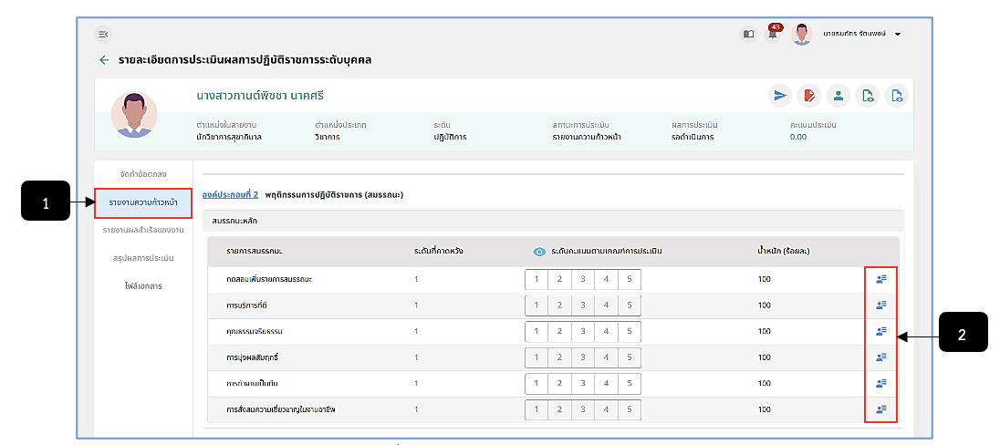 43
นายธนภัทร รัตนพงษ์
รายละเอียดการประเมินผลการปฏิบัติราชการระดับบุคคล
นางสาวกานต์พิชชา นาคศรี
ตำแหน่งในสายงาน ตำแหน่งประเภท ระดับ สถานะการประเมิน ผลการประเมิน คะแนนประเมิน
นักวิชาการสุขาภิบาล วิชาการ ปฏิบัติการ รายงานความก้าวหน้า รอดำเนินการ 0.00
จัดทำข้อตกลง
1
รายงานความก้าวหน้า
รายงานผลสำเร็จของงาน
สรุปผลการประเมิน
ไฟล์เอกสาร
องค์ประกอบที่ 2 พฤติกรรมการปฏิบัติราชการ (สมรรถนะ)
สมรรถนะหลัก
รายการสมรรถนะ ระดับที่คาดหวัง ระดับคะแนนตามเกณฑ์การประเมิน น้ำหนัก (ร้อยละ)
ทดสอบเพิ่มรายการสมรรถนะ 1 1 2 3 4 5 100
การบริการที่ดี 1 1 2 3 4 5 100
คุณธรรมจริยธรรม 1 1 2 3 4 5 100
การมุ่งผลสัมฤทธิ์ 1 1 2 3 4 5 100
การทำงานเป็นทีม 1 1 2 3 4 5 100
การสั่งสมความเชี่ยวชาญในงานอาชีพ 1 1 2 3 4 5 100
2